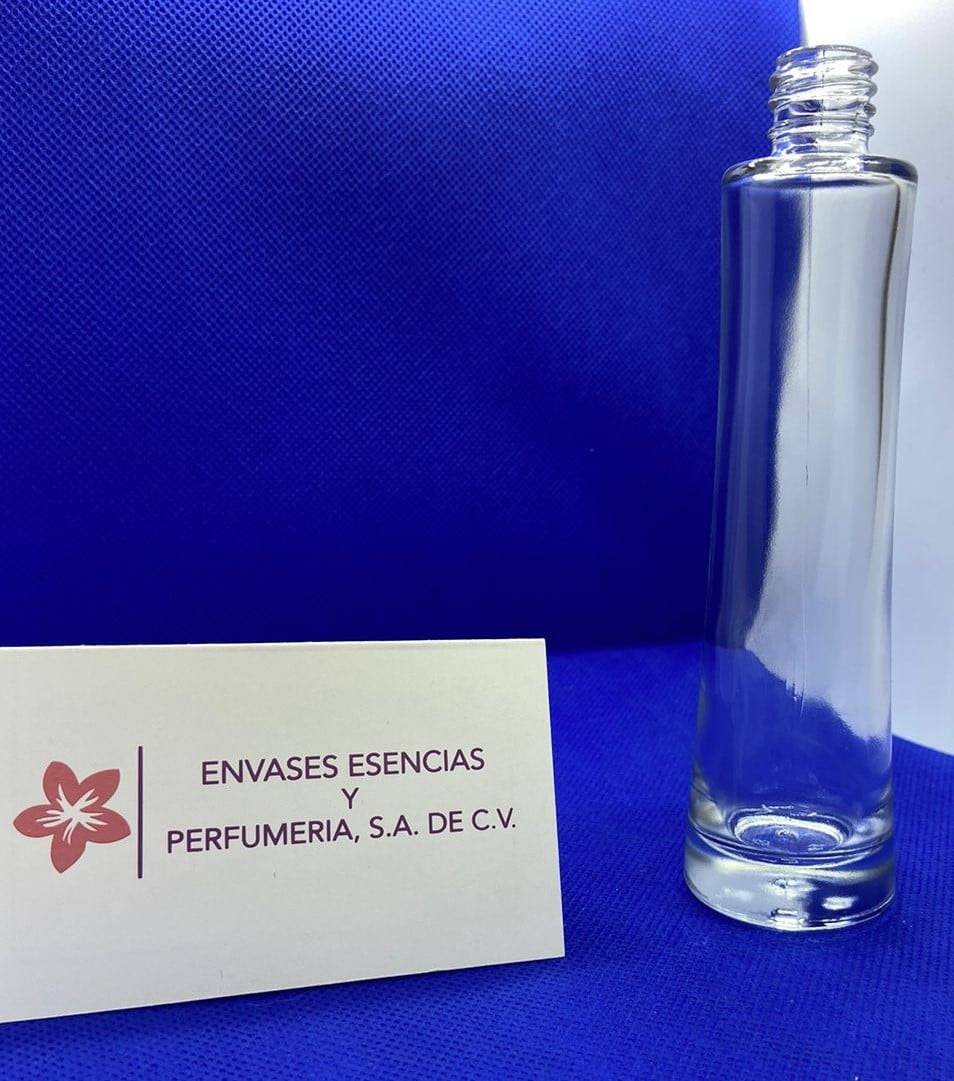 ENVASES ESENCIAS
Y
PERFUMERIA, S.A. DE C.V.